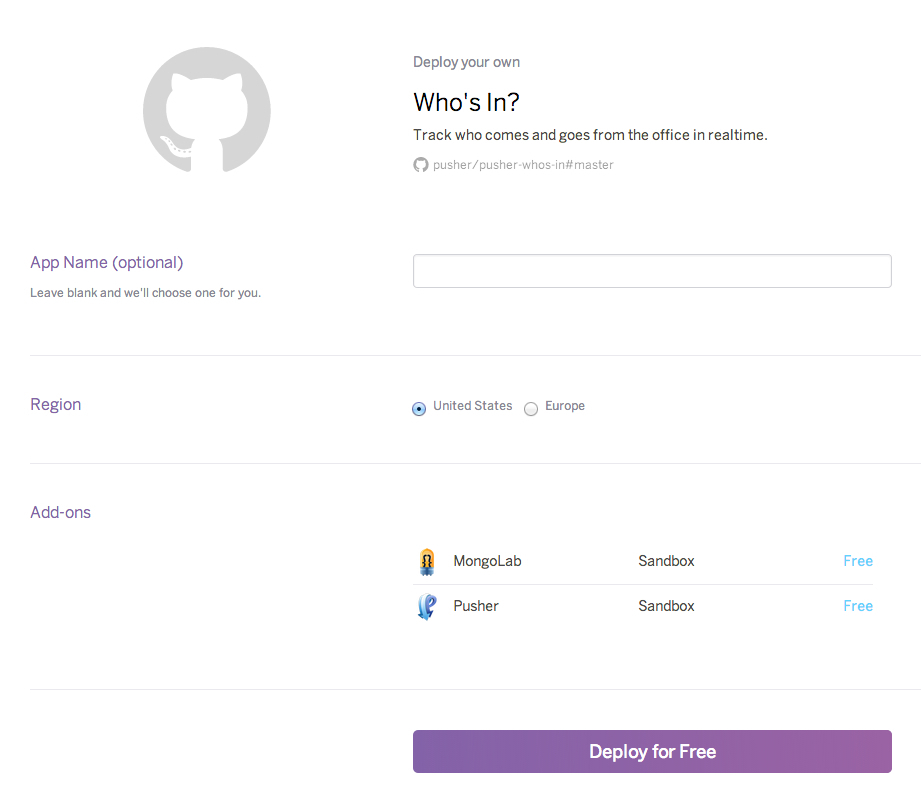 Deploy your own
Who's In?
Track who comes and goes from the office in realtime.
pusher/pusher-whos-in#master
App Name (optional)
Leave blank and we'll choose one for you.
Region
United States Europe
Add-ons
MongoLab Sandbox Free
Pusher Sandbox Free
Deploy for Free